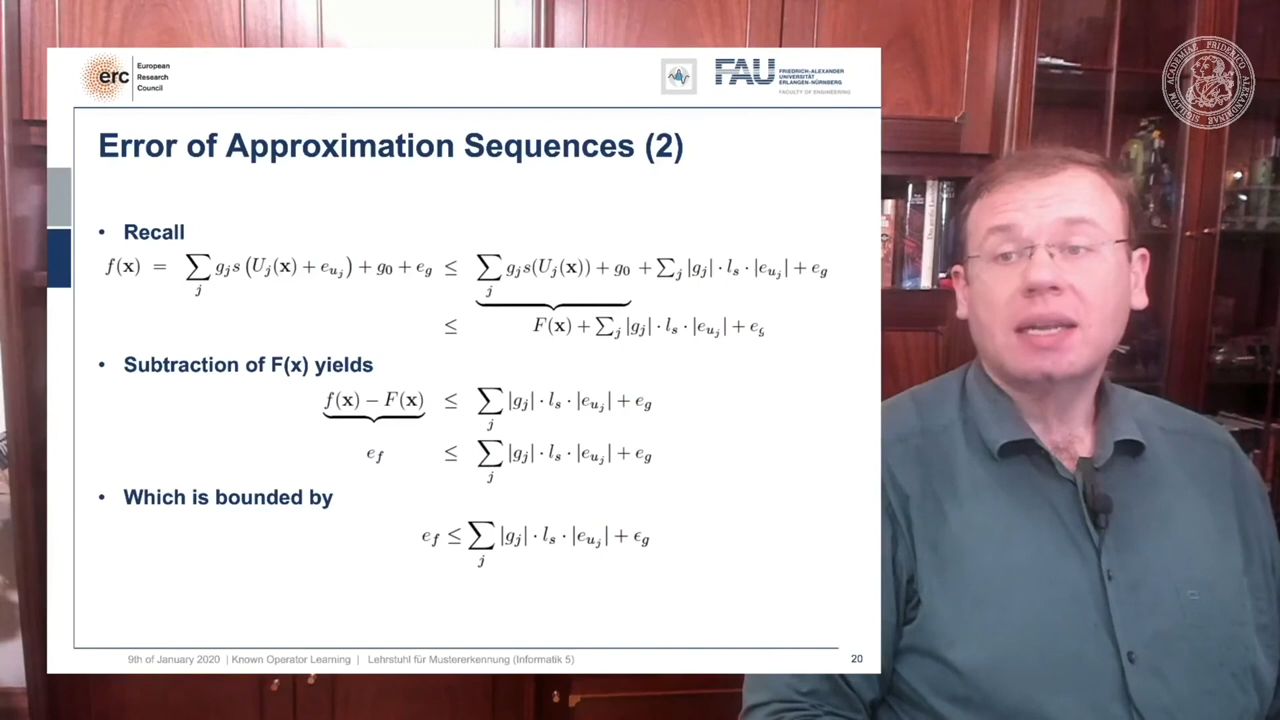 erc
European
Research
Council
FAU
FRIEDRICH-ALEXANDER
UNIVERSITÄT
ERLANGEN-NÜRNBERG
FACULTY OF ENGINEERING
ACADEMIAE FRIDERICO ALEXANDRINAE SIGILLVM
Error of Approximation Sequences (2)
• Recall
f(x) = ∑_j g_j s (U_j(x) + e_{u_j}) + g_0 + e_g ≤ ∑_j g_j s(U_j(x)) + g_0 + ∑_j |g_j| · l_s · |e_{u_j}| + e_g
≤ F(x) + ∑_j |g_j| · l_s · |e_{u_j}| + e_g
• Subtraction of F(x) yields
f(x) − F(x) ≤ ∑_j |g_j| · l_s · |e_{u_j}| + e_g
e_f ≤ ∑_j |g_j| · l_s · |e_{u_j}| + e_g
• Which is bounded by
e_f ≤ ∑_j |g_j| · l_s · |e_{u_j}| + ϵ_g
9th of January 2020 | Known Operator Learning | Lehrstuhl für Mustererkennung (Informatik 5)
20